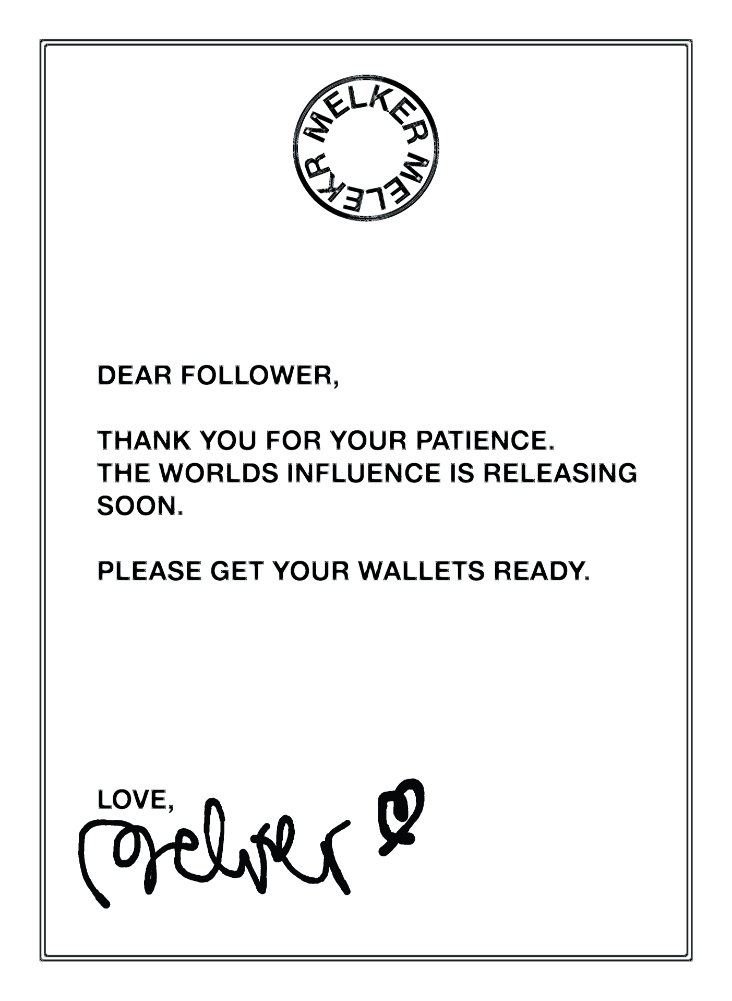 MELKER MELEKR
DEAR FOLLOWER,
THANK YOU FOR YOUR PATIENCE.
THE WORLDS INFLUENCE IS RELEASING
SOON.
PLEASE GET YOUR WALLETS READY.
LOVE,
Melker